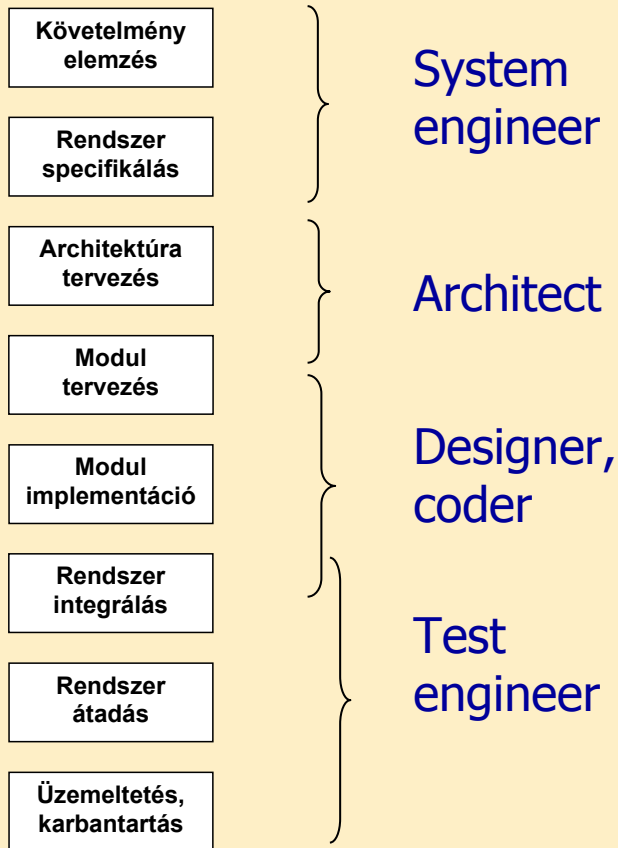 Követelmény
elemzés
System
engineer
Rendszer
specifikálás
Architektúra
tervezés
Architect
Modul
tervezés
Modul
implementáció
Designer,
coder
Rendszer
integrálás
Test
engineer
Rendszer
átadás
Üzemeltetés,
karbantartás